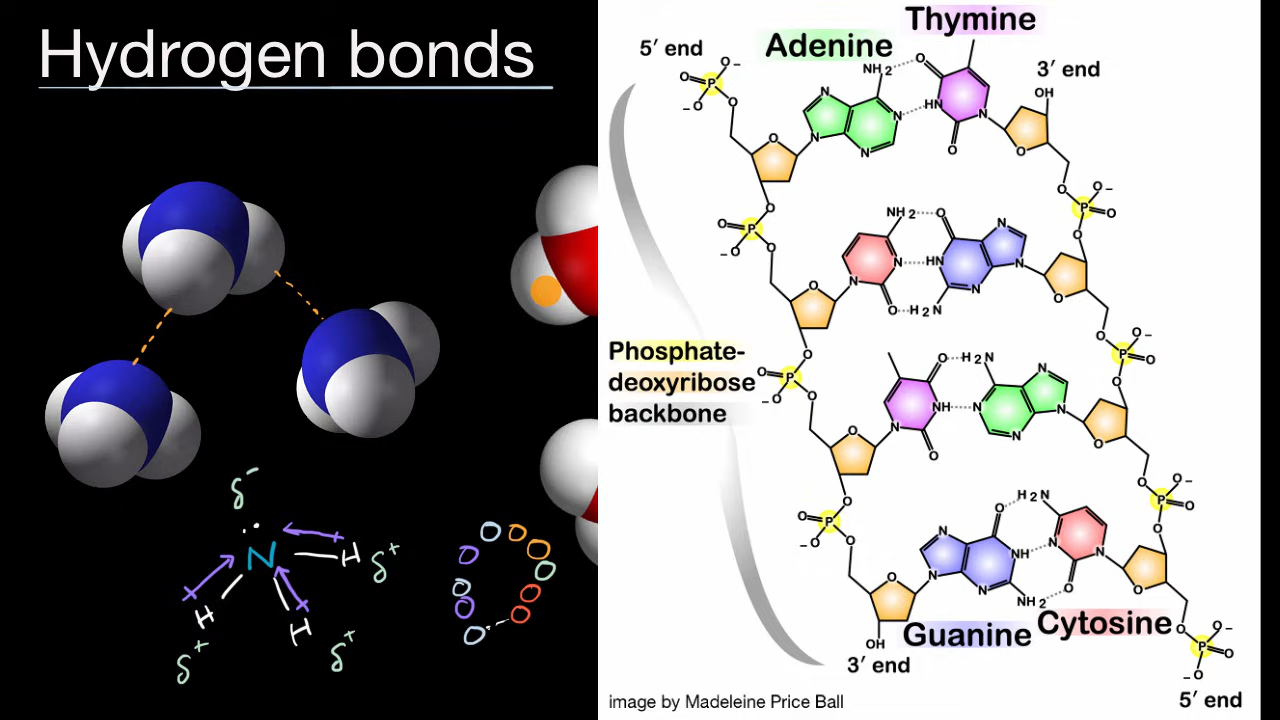 Hydrogen bonds
Thymine
Adenine
5′ end
3′ end
O
O⁻
P
⁻O
O
NH₂
O
N
N
HN
N
N
N
O
OH
O
O
O
O⁻
P
O
O
O
P
⁻O
O
NH₂
O
N
HN
N
N
N
O
H₂N
N
O
O
O
O⁻
P
O
O
Phosphate-
deoxyribose
backbone
O
O
P
⁻O
O
O
H₂N
NH
N
N
N
N
O
N
O
O
O
O⁻
P
O
O
O
O
P
⁻O
O
O
H₂N
N
NH
N
N
N
N
NH₂
O
O
O
OH
Guanine
Cytosine
3′ end
O
O⁻
P
O
⁻O
5′ end
δ⁻
N
H
δ⁺
H
δ⁺
H
δ⁺
image by Madeleine Price Ball